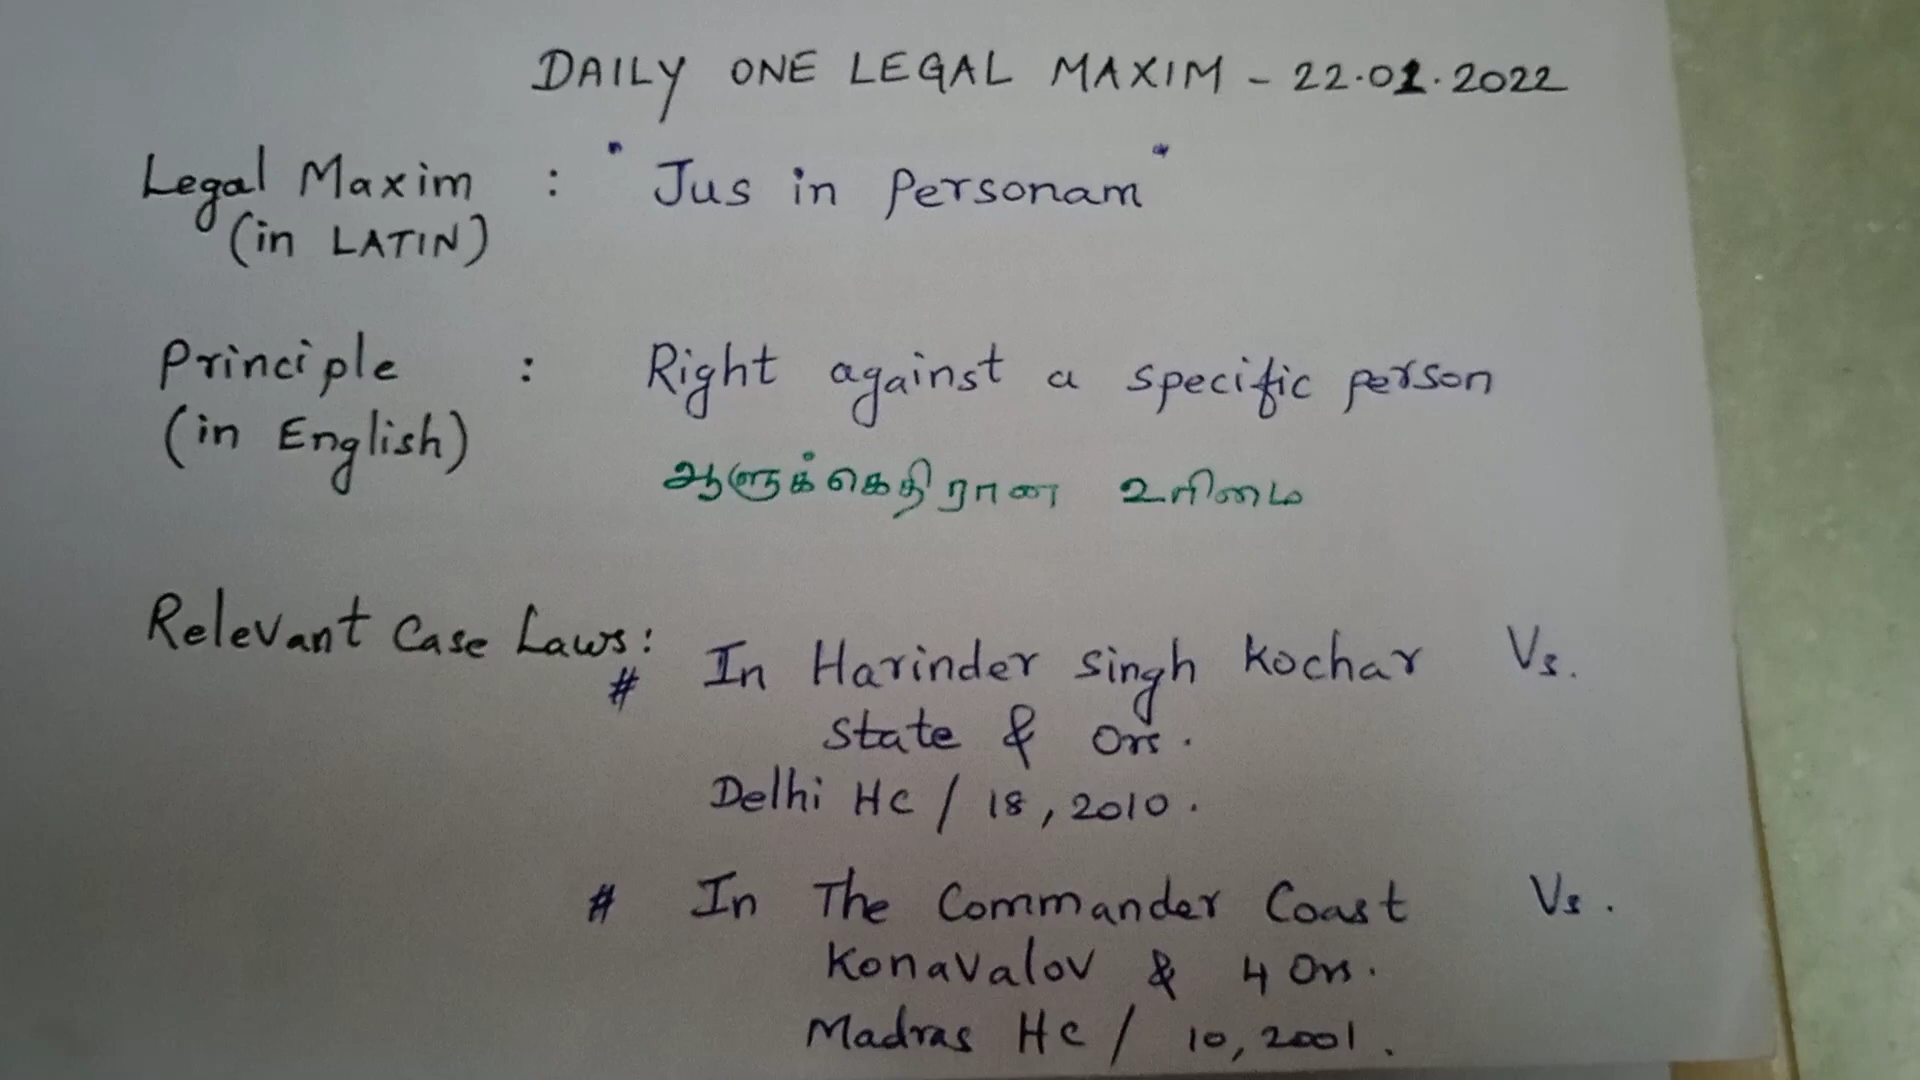 DAILY ONE LEGAL MAXIM - 22.02.2022
Legal Maxim : "Jus in Personam"
(in LATIN)
Principle : Right against a specific person
(in English)
ஆளுக்கெதிரான உரிமை
Relevant Case Laws:
# In Harinder Singh Kochar Vs.
State & Ors.
Delhi HC / 18, 2010.
# In The Commander Coast Vs.
Konavalov & 4 Ors.
Madras HC / 10, 2001.